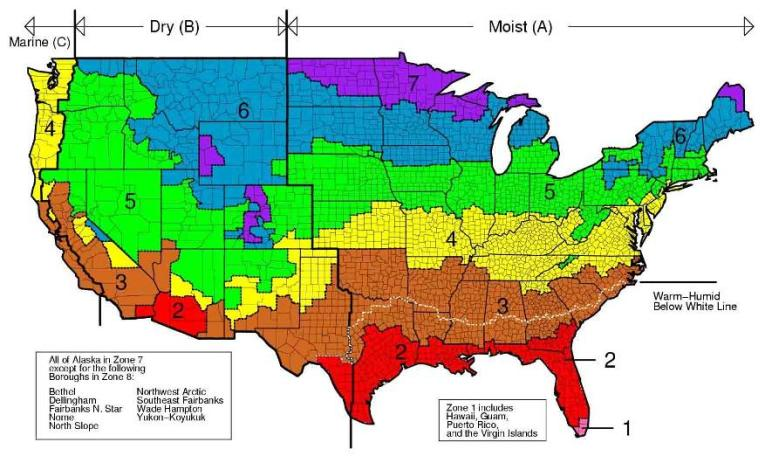 Marine (C)
Dry (B)
Moist (A)
7
6
6
4
5
5
4
3
3
2
2
Warm–Humid
Below White Line
2
1
All of Alaska in Zone 7
except for the following
Boroughs in Zone 8:
Bethel
Dellingham
Fairbanks N. Star
Nome
North Slope
Northwest Arctic
Southeast Fairbanks
Wade Hampton
Yukon–Koyukuk
Zone 1 includes
Hawaii, Guam,
Puerto Rico,
and the Virgin Islands